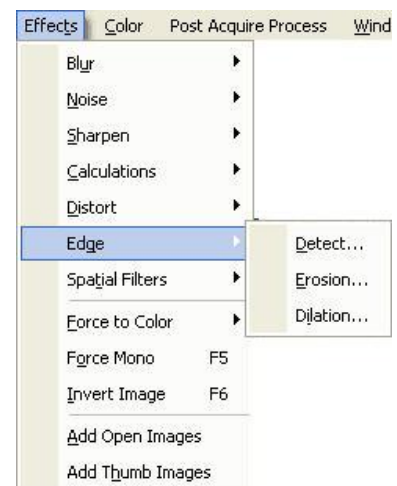 Effects Color Post Acquire Process Wind
Blur
Noise
Sharpen
Calculations
Distort
Edge
Detect...
Spatial Filters
Erosion...
Force to Color
Dilation...
Force Mono F5
Invert Image F6
Add Open Images
Add Thumb Images